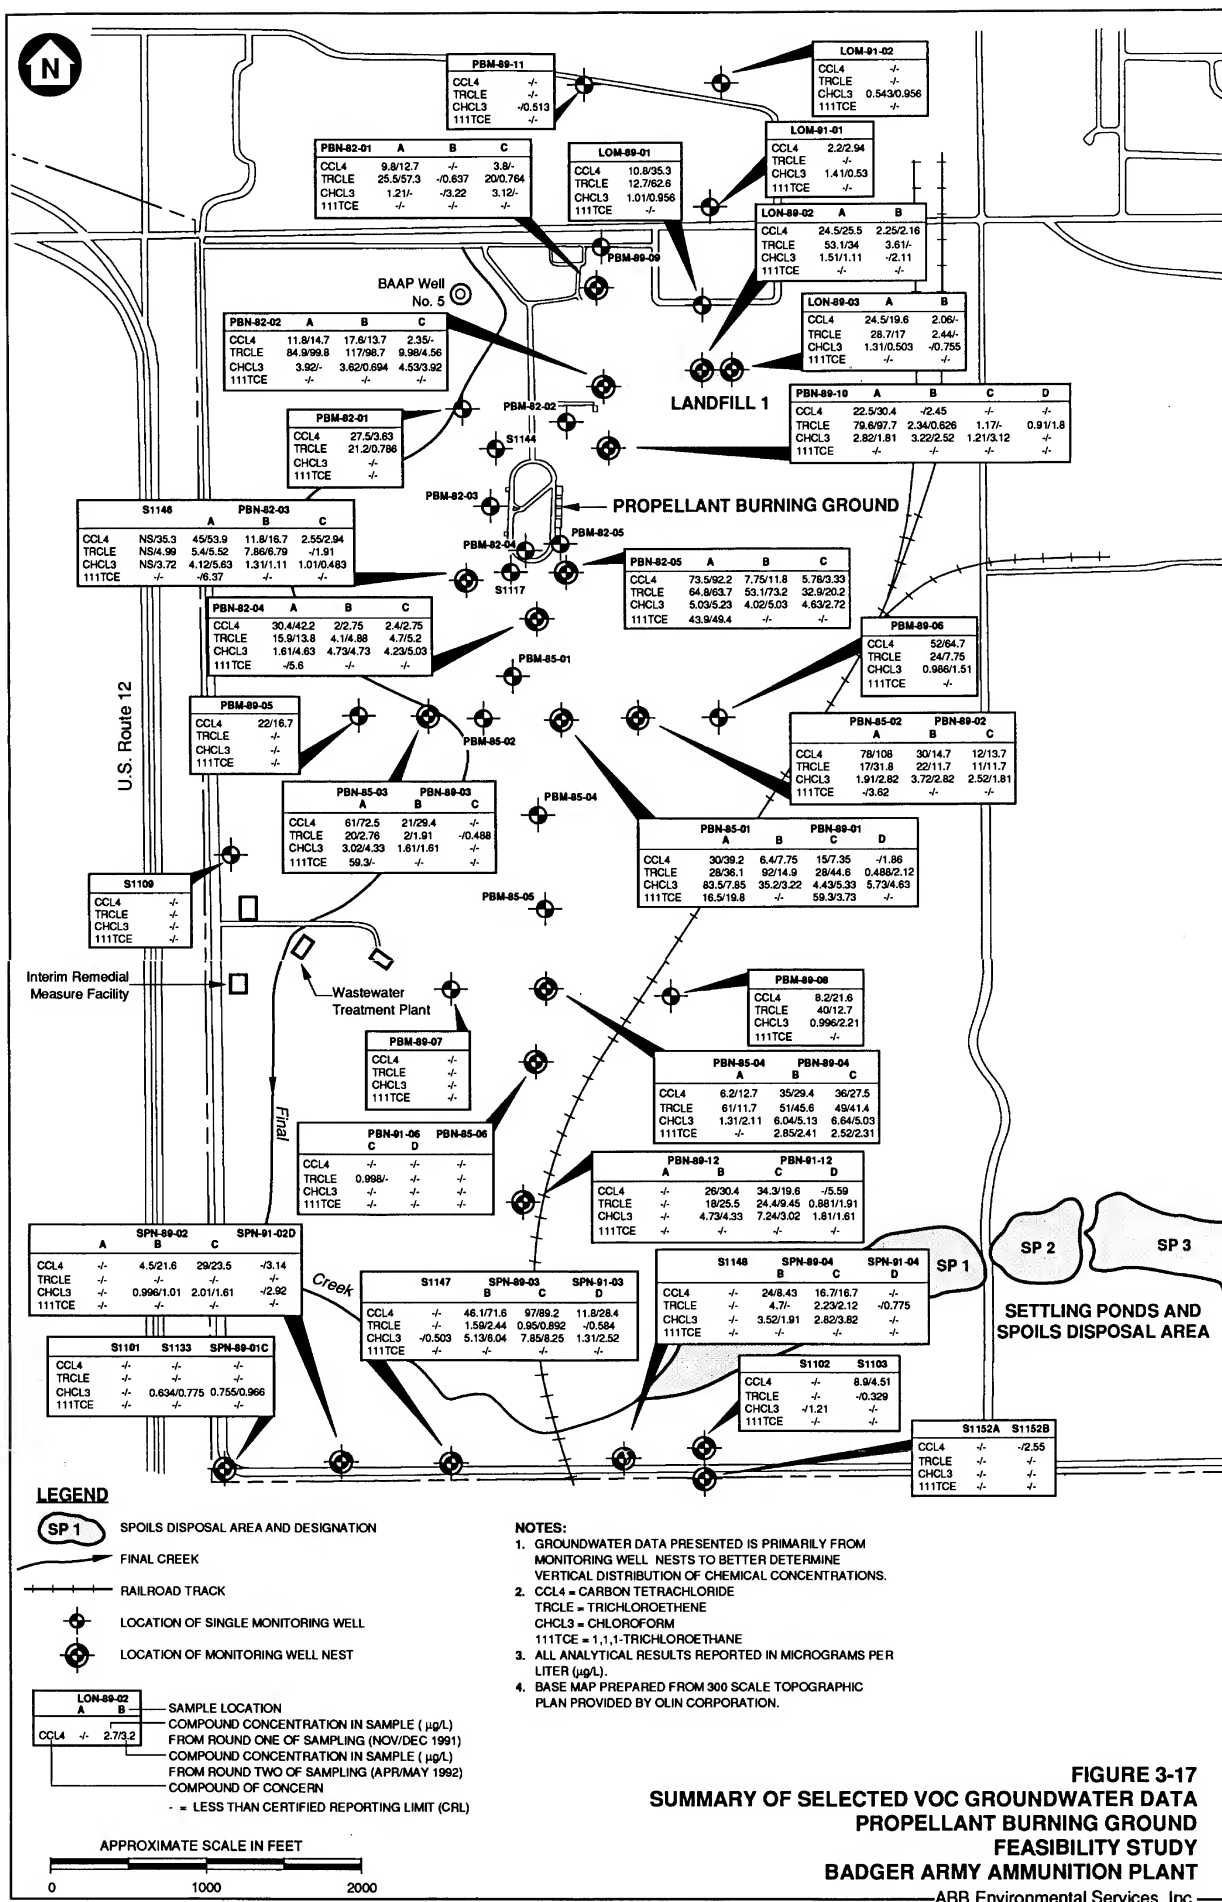 N
PBM-89-11
CCL4 -/-
TRCLE -/-
CHCL3 -/0.513
111TCE -/-
LOM-91-02
CCL4 -/-
TRCLE -/-
CHCL3 0.543/0.956
111TCE -/-
PBN-82-01 A B C
CCL4 9.8/12.7 -/- 3.8/-
TRCLE 25.5/57.3 -/0.637 20/0.764
CHCL3 1.21/- -/3.22 3.12/-
111TCE -/- -/- -/-
LOM-89-01
CCL4 10.8/35.3
TRCLE 12.7/62.6
CHCL3 1.01/0.956
111TCE -/-
LOM-91-01
CCL4 2.2/2.94
TRCLE -/-
CHCL3 1.41/0.53
111TCE -/-
LON-89-02 A B
CCL4 24.5/25.5 2.25/2.16
TRCLE 53.1/34 3.61/-
CHCL3 1.51/1.11 -/2.11
111TCE -/- -/-
PBM-89-09
BAAP Well
No. 5
LON-89-03 A B
CCL4 24.5/19.6 2.06/-
TRCLE 28.7/17 2.44/-
CHCL3 1.31/0.503 -/0.755
111TCE -/- -/-
PBN-82-02 A B C
CCL4 11.8/14.7 17.6/13.7 2.35/-
TRCLE 84.9/99.8 117/98.7 9.98/4.56
CHCL3 3.92/- 3.62/0.694 4.53/3.92
111TCE -/- -/- -/-
LANDFILL 1
PBN-89-10 A B C D
CCL4 22.5/30.4 -/2.45 -/- -/-
TRCLE 79.6/97.7 2.34/0.626 1.17/- 0.91/1.8
CHCL3 2.82/1.81 3.22/2.52 1.21/3.12 -/-
111TCE -/- -/- -/- -/-
PBM-82-02
PBM-82-01
CCL4 27.5/3.63
TRCLE 21.2/0.786
CHCL3 -/-
111TCE -/-
S1144
PBM-82-03
PROPELLANT BURNING GROUND
S1146 PBN-82-03
A B C
CCL4 NS/35.3 45/53.9 11.8/16.7 2.55/2.94
TRCLE NS/4.99 5.4/5.52 7.86/6.79 -/1.91
CHCL3 NS/3.72 4.12/5.63 1.31/1.11 1.01/0.483
111TCE -/- -/6.37 -/- -/-
PBM-82-05
PBM-82-04
S1117
PBN-82-05 A B C
CCL4 73.5/92.2 7.75/11.8 5.78/3.33
TRCLE 64.8/63.7 53.1/73.2 32.9/20.2
CHCL3 5.03/5.23 4.02/5.03 4.63/2.72
111TCE 43.9/49.4 -/- -/-
PBN-82-04 A B C
CCL4 30.4/42.2 2/2.75 2.4/2.75
TRCLE 15.9/13.8 4.1/4.88 4.7/5.2
CHCL3 1.61/4.63 4.73/4.73 4.23/5.03
111TCE -/5.6 -/- -/-
PBM-89-06
CCL4 52/64.7
TRCLE 24/7.75
CHCL3 0.986/1.51
111TCE -/-
PBM-85-01
U.S. Route 12
PBM-89-05
CCL4 22/16.7
TRCLE -/-
CHCL3 -/-
111TCE -/-
PBM-85-02
PBN-85-02 PBN-89-02
A B C
CCL4 78/108 30/14.7 12/13.7
TRCLE 17/31.8 22/11.7 11/11.7
CHCL3 1.91/2.82 3.72/2.82 2.52/1.81
111TCE -/3.62 -/- -/-
PBN-85-03 PBN-89-03
A B C
CCL4 61/72.5 21/29.4 -/-
TRCLE 20/2.76 2/1.91 -/0.488
CHCL3 3.02/4.33 1.61/1.61 -/-
111TCE 59.3/- -/- -/-
PBM-85-04
PBN-85-01 PBN-89-01
A B C D
CCL4 30/39.2 6.4/7.75 15/7.35 -/1.86
TRCLE 28/36.1 92/14.9 28/44.6 0.488/2.12
CHCL3 83.5/7.85 35.2/3.22 4.43/5.33 5.73/4.63
111TCE 16.5/19.8 -/- 59.3/3.73 -/-
S1109
CCL4 -/-
TRCLE -/-
CHCL3 -/-
111TCE -/-
PBM-85-05
Interim Remedial
Measure Facility
Wastewater
Treatment Plant
PBM-89-08
CCL4 8.2/21.6
TRCLE 40/12.7
CHCL3 0.996/2.21
111TCE -/-
PBM-89-07
CCL4 -/-
TRCLE -/-
CHCL3 -/-
111TCE -/-
PBN-85-04 PBN-89-04
A B C
CCL4 6.2/12.7 35/29.4 36/27.5
TRCLE 61/11.7 51/45.6 49/41.4
CHCL3 1.31/2.11 6.04/5.13 6.64/5.03
111TCE -/- 2.85/2.41 2.52/2.31
Final
PBN-91-06 PBN-85-06
C D
CCL4 -/- -/- -/-
TRCLE 0.998/- -/- -/-
CHCL3 -/- -/- -/-
111TCE -/- -/- -/-
PBN-89-12 PBN-91-12
A B C D
CCL4 -/- 26/30.4 34.3/19.6 -/5.59
TRCLE -/- 18/25.5 24.4/9.45 0.881/1.91
CHCL3 -/- 4.73/4.33 7.24/3.02 1.81/1.61
111TCE -/- -/- -/- -/-
SPN-89-02 SPN-91-02D
A B C
CCL4 -/- 4.5/21.6 29/23.5 -/3.14
TRCLE -/- -/- -/- -/-
CHCL3 -/- 0.996/1.01 2.01/1.61 -/2.92
111TCE -/- -/- -/- -/-
Creek
S1147 SPN-89-03 SPN-91-03
B C D
CCL4 -/- 46.1/71.6 97/89.2 11.8/28.4
TRCLE -/- 1.59/2.44 0.95/0.892 -/0.584
CHCL3 -/0.503 5.13/6.04 7.85/8.25 1.31/2.52
111TCE -/- -/- -/- -/-
S1148 SPN-89-04 SPN-91-04
B C D
CCL4 -/- 24/8.43 16.7/16.7 -/-
TRCLE -/- 4.7/- 2.23/2.12 -/0.775
CHCL3 -/- 3.52/1.91 2.82/3.82 -/-
111TCE -/- -/- -/- -/-
SP 1
SP 2
SP 3
SETTLING PONDS AND
SPOILS DISPOSAL AREA
S1101 S1133 SPN-89-01C
CCL4 -/- -/- -/-
TRCLE -/- -/- -/-
CHCL3 -/- 0.634/0.775 0.755/0.966
111TCE -/- -/- -/-
S1102 S1103
CCL4 -/- 8.9/4.51
TRCLE -/- -/0.329
CHCL3 -/1.21 -/-
111TCE -/- -/-
S1152A S1152B
CCL4 -/- -/2.55
TRCLE -/- -/-
CHCL3 -/- -/-
111TCE -/- -/-
LEGEND
SP 1 SPOILS DISPOSAL AREA AND DESIGNATION
FINAL CREEK
RAILROAD TRACK
LOCATION OF SINGLE MONITORING WELL
LOCATION OF MONITORING WELL NEST
LON-89-02
A B
CCL4 -/- 2.7/3.2
SAMPLE LOCATION
COMPOUND CONCENTRATION IN SAMPLE (µg/L)
FROM ROUND ONE OF SAMPLING (NOV/DEC 1991)
COMPOUND CONCENTRATION IN SAMPLE (µg/L)
FROM ROUND TWO OF SAMPLING (APR/MAY 1992)
COMPOUND OF CONCERN
- = LESS THAN CERTIFIED REPORTING LIMIT (CRL)
APPROXIMATE SCALE IN FEET
0 1000 2000
NOTES:
1. GROUNDWATER DATA PRESENTED IS PRIMARILY FROM
MONITORING WELL NESTS TO BETTER DETERMINE
VERTICAL DISTRIBUTION OF CHEMICAL CONCENTRATIONS.
2. CCL4 = CARBON TETRACHLORIDE
TRCLE = TRICHLOROETHENE
CHCL3 = CHLOROFORM
111TCE = 1,1,1-TRICHLOROETHANE
3. ALL ANALYTICAL RESULTS REPORTED IN MICROGRAMS PER
LITER (µg/L).
4. BASE MAP PREPARED FROM 300 SCALE TOPOGRAPHIC
PLAN PROVIDED BY OLIN CORPORATION.
FIGURE 3-17
SUMMARY OF SELECTED VOC GROUNDWATER DATA
PROPELLANT BURNING GROUND
FEASIBILITY STUDY
BADGER ARMY AMMUNITION PLANT
ABB Environmental Services, Inc.